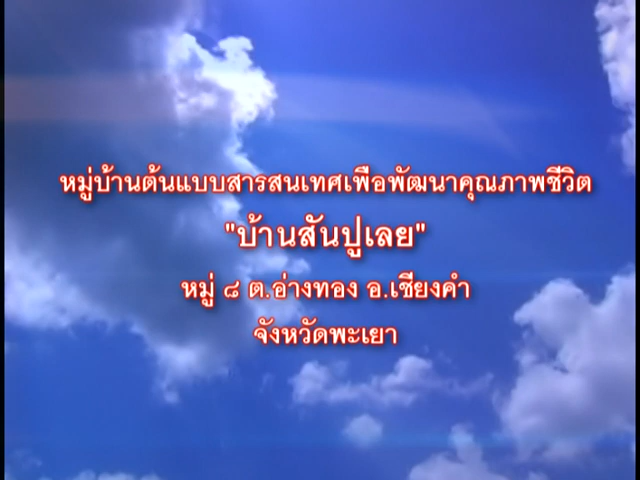 หมู่บ้านต้นแบบสารสนเทศเพื่อพัฒนาคุณภาพชีวิต
"บ้านสันปูเลย"
หมู่ ๘ ต.อ่างทอง อ.เชียงคำ
จังหวัดพะเยา